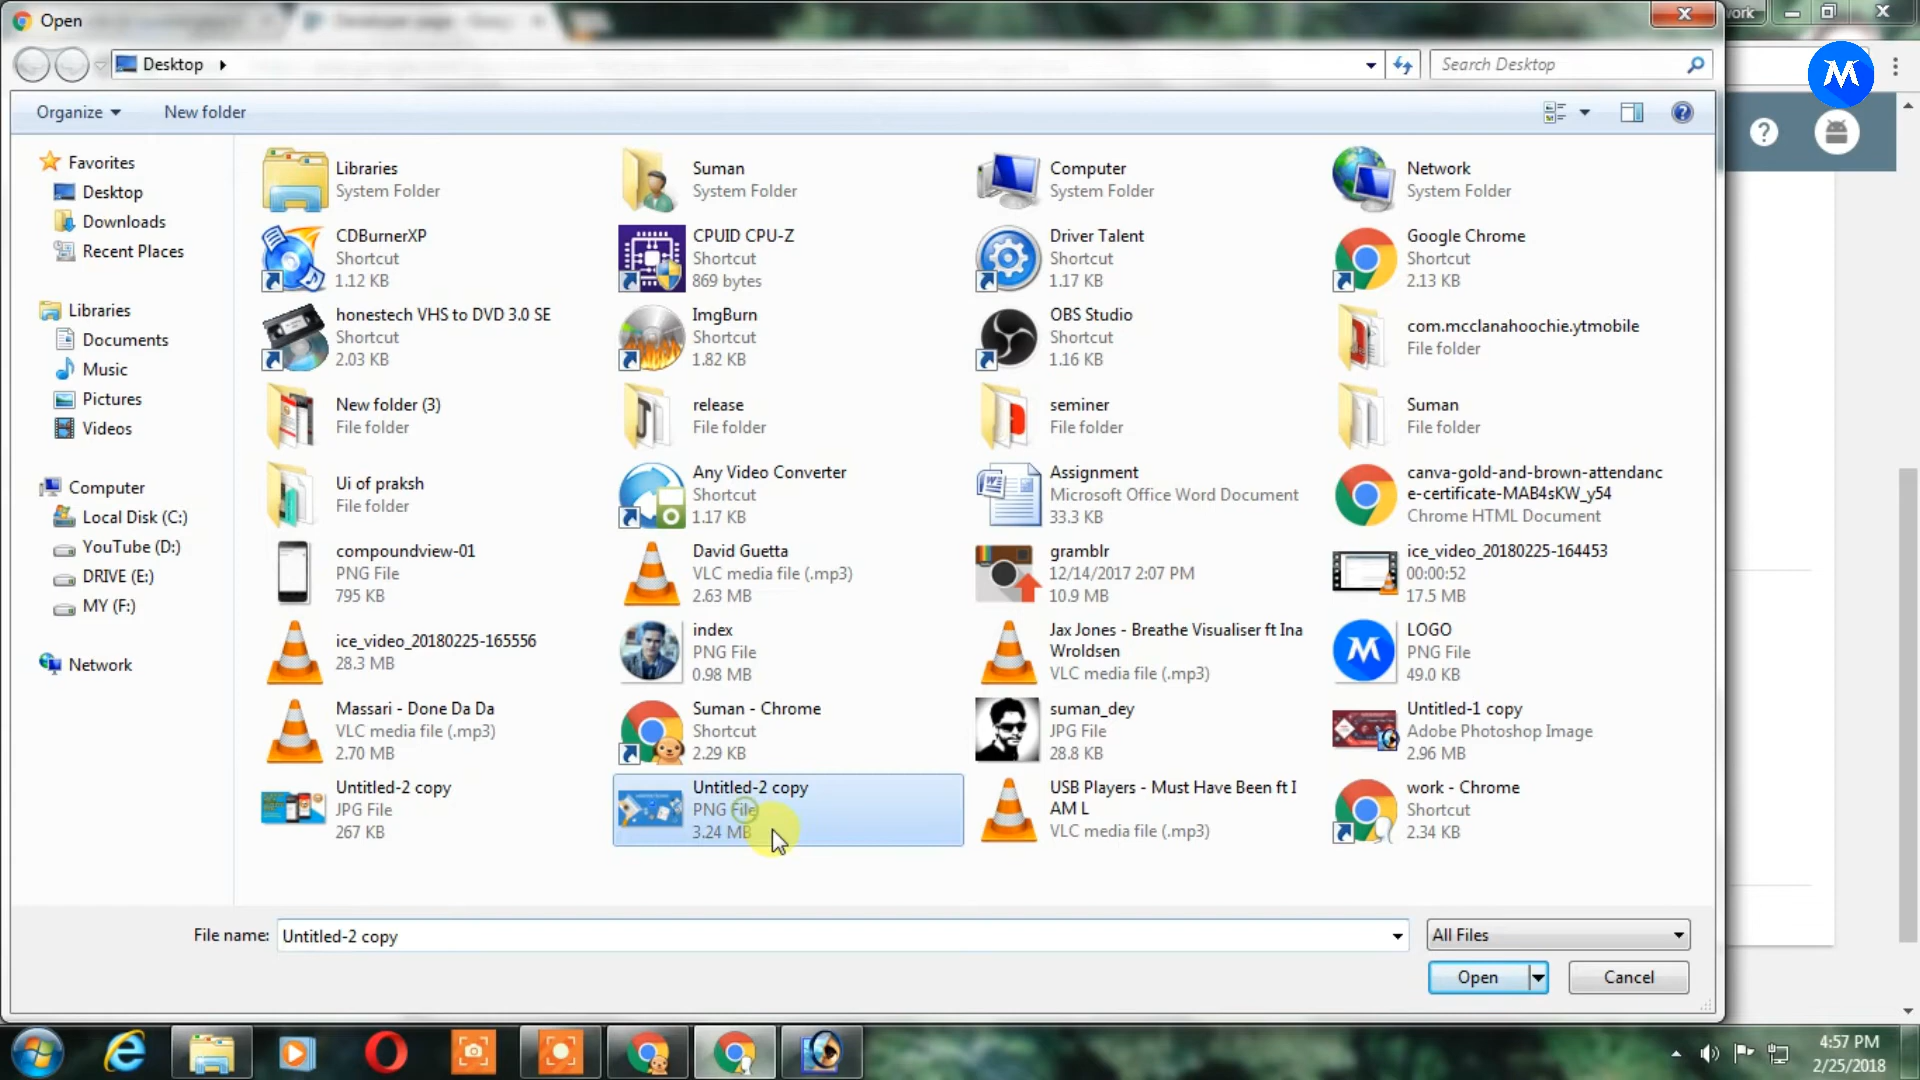 Open
work
Desktop
Search Desktop
Organize
New folder
Favorites
Desktop
Downloads
Recent Places
Libraries
Documents
Music
Pictures
Videos
Computer
Local Disk (C:)
YouTube (D:)
DRIVE (E:)
MY (F:)
Network
Libraries
System Folder
Suman
System Folder
Computer
System Folder
Network
System Folder
CDBurnerXP
Shortcut
1.12 KB
CPUID CPU-Z
Shortcut
869 bytes
Driver Talent
Shortcut
1.17 KB
Google Chrome
Shortcut
2.13 KB
honestech VHS to DVD 3.0 SE
Shortcut
2.03 KB
ImgBurn
Shortcut
1.82 KB
OBS Studio
Shortcut
1.16 KB
com.mcclanahoochie.ytmobile
File folder
New folder (3)
File folder
release
File folder
seminer
File folder
Suman
File folder
Ui of praksh
File folder
Any Video Converter
Shortcut
1.17 KB
Assignment
Microsoft Office Word Document
33.3 KB
canva-gold-and-brown-attendanc
e-certificate-MAB4sKW_y54
Chrome HTML Document
compoundview-01
PNG File
795 KB
David Guetta
VLC media file (.mp3)
2.63 MB
gramblr
12/14/2017 2:07 PM
10.9 MB
ice_video_20180225-164453
00:00:52
17.5 MB
ice_video_20180225-165556
28.3 MB
index
PNG File
0.98 MB
Jax Jones - Breathe Visualiser ft Ina
Wroldsen
VLC media file (.mp3)
LOGO
PNG File
49.0 KB
Massari - Done Da Da
VLC media file (.mp3)
2.70 MB
Suman - Chrome
Shortcut
2.29 KB
suman_dey
JPG File
28.8 KB
Untitled-1 copy
Adobe Photoshop Image
2.96 MB
Untitled-2 copy
JPG File
267 KB
Untitled-2 copy
PNG File
3.24 MB
USB Players - Must Have Been ft I
AM L
VLC media file (.mp3)
work - Chrome
Shortcut
2.34 KB
File name:
Untitled-2 copy
All Files
Open
Cancel
4:57 PM
2/25/2018